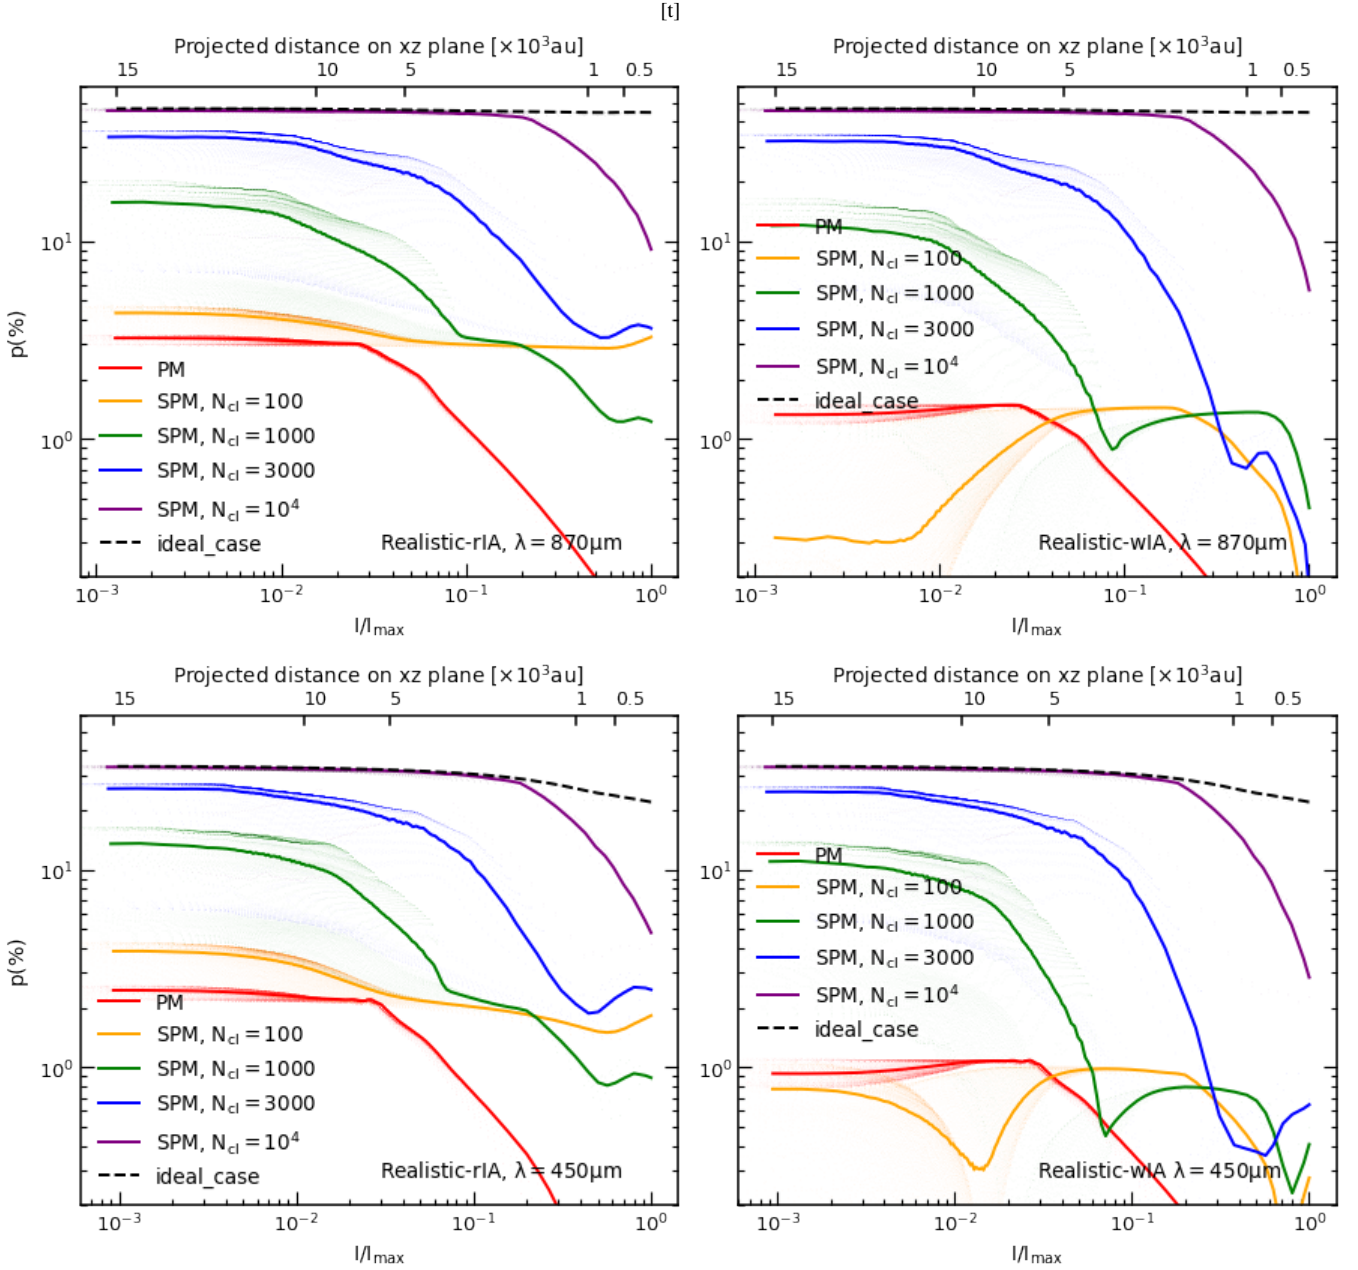 [t]
Projected distance on xz plane [×10³au]
15 10 5 1 0.5
p(%)
10¹
10⁰
PM
SPM, N_cl = 100
SPM, N_cl = 1000
SPM, N_cl = 3000
SPM, N_cl = 10⁴
ideal_case
Realistic-rIA, λ = 870μm
10⁻³ 10⁻² 10⁻¹ 10⁰
I/I_max
Projected distance on xz plane [×10³au]
15 10 5 1 0.5
10¹
10⁰
PM
SPM, N_cl = 100
SPM, N_cl = 1000
SPM, N_cl = 3000
SPM, N_cl = 10⁴
ideal_case
Realistic-wIA, λ = 870μm
10⁻³ 10⁻² 10⁻¹ 10⁰
I/I_max
Projected distance on xz plane [×10³au]
15 10 5 1 0.5
p(%)
10¹
10⁰
PM
SPM, N_cl = 100
SPM, N_cl = 1000
SPM, N_cl = 3000
SPM, N_cl = 10⁴
ideal_case
Realistic-rIA, λ = 450μm
10⁻³ 10⁻² 10⁻¹ 10⁰
I/I_max
Projected distance on xz plane [×10³au]
15 10 5 1 0.5
10¹
10⁰
PM
SPM, N_cl = 100
SPM, N_cl = 1000
SPM, N_cl = 3000
SPM, N_cl = 10⁴
ideal_case
Realistic-wIA λ = 450μm
10⁻³ 10⁻² 10⁻¹ 10⁰
I/I_max